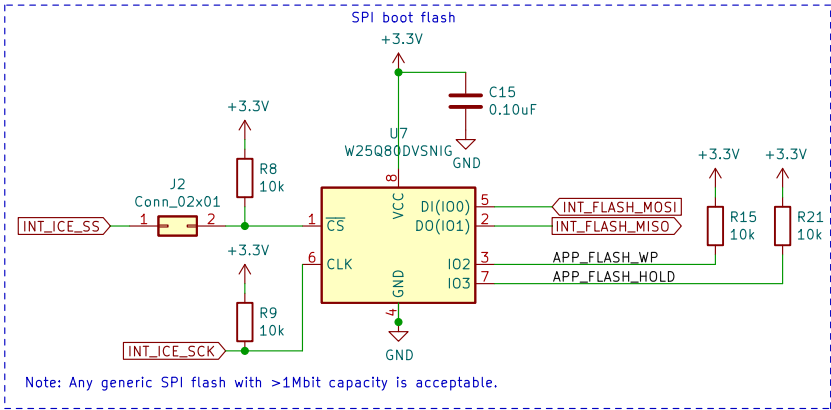 SPI boot flash
+3.3V
C15
0.10uF
GND
U7
W25Q80DVSNIG
+3.3V
R8
10k
J2
Conn_02x01
INT_ICE_SS
1
2
1
CS
6
CLK
8
VCC
GND
4
GND
DI(IO0)
5
INT_FLASH_MOSI
DO(IO1)
2
INT_FLASH_MISO
IO2
3
APP_FLASH_WP
IO3
7
APP_FLASH_HOLD
+3.3V
R15
10k
+3.3V
R21
10k
+3.3V
R9
10k
INT_ICE_SCK
Note: Any generic SPI flash with >1Mbit capacity is acceptable.